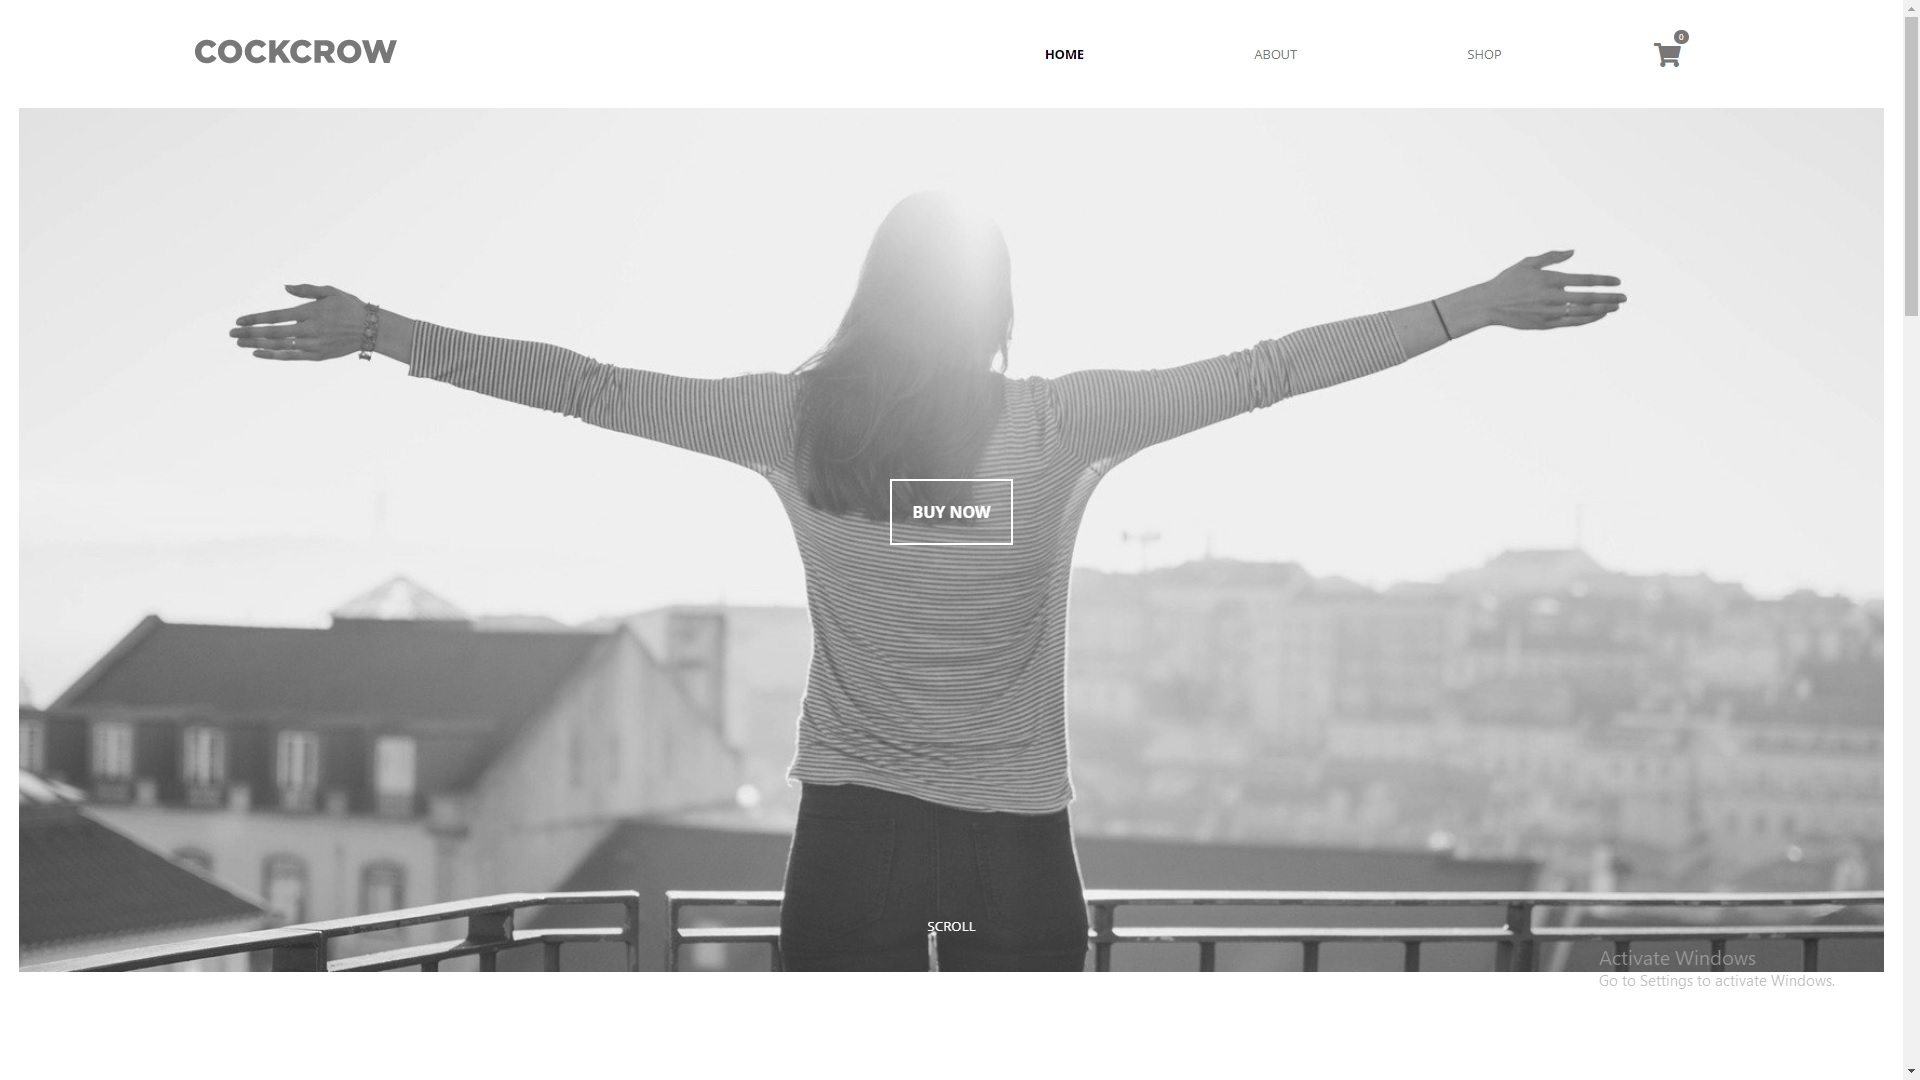 COCKCROW
HOME
ABOUT
SHOP
0
BUY NOW
SCROLL
Activate Windows
Go to Settings to activate Windows.